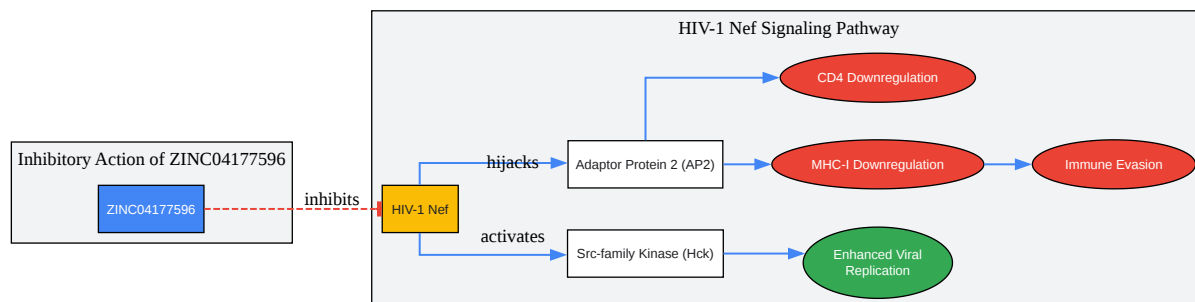 HIV-1 Nef Signaling Pathway
CD4 Downregulation
Inhibitory Action of ZINC04177596
ZINC04177596
inhibits
HIV-1 Nef
hijacks
Adaptor Protein 2 (AP2)
MHC-I Downregulation
Immune Evasion
activates
Src-family Kinase (Hck)
Enhanced Viral
Replication